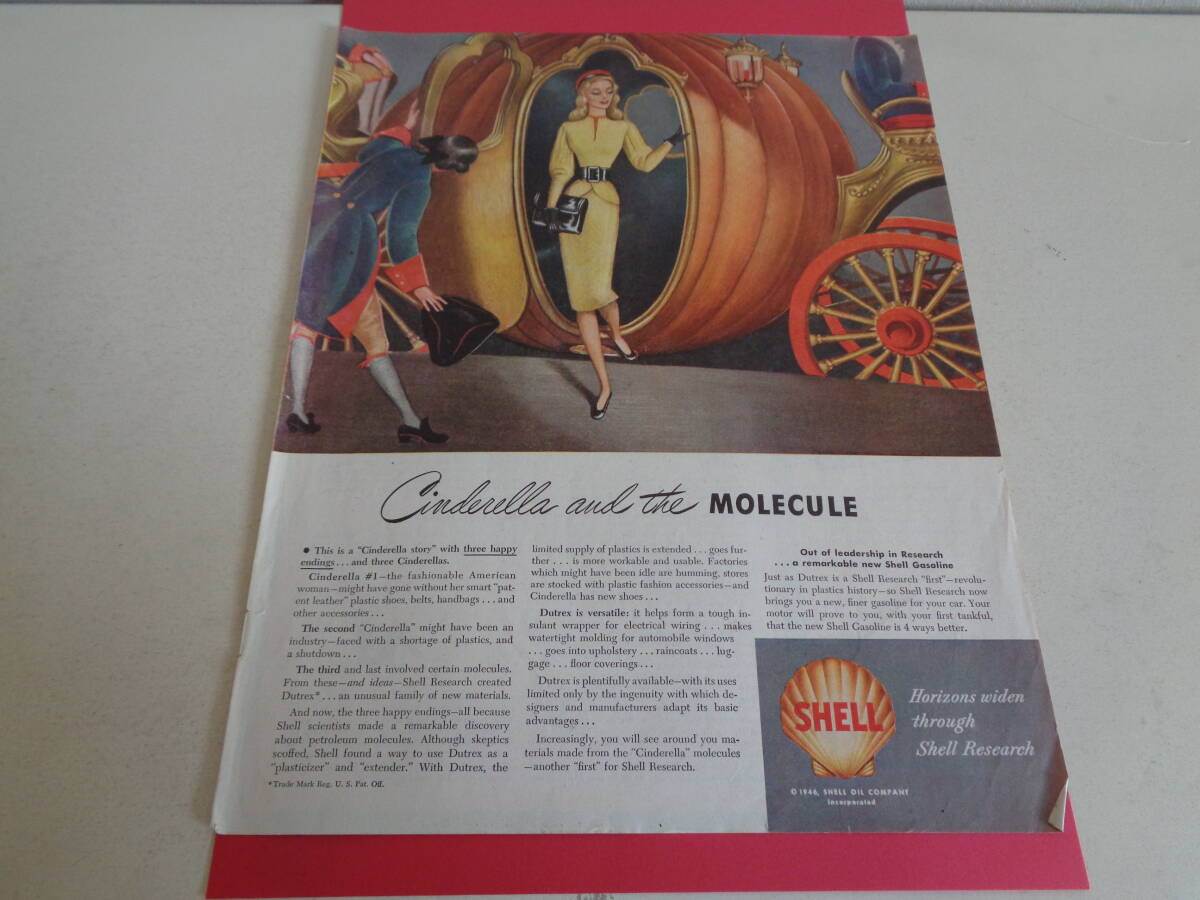 Cinderella and the MOLECULE
• This is a "Cinderella story" with three happy
endings . . . and three Cinderellas.
Cinderella #1—the fashionable American
woman—might have gone without her smart "pat-
ent leather" plastic shoes, belts, handbags . . . and
other accessories . . .
The second "Cinderella" might have been an
industry—faced with a shortage of plastics, and
a shutdown . . .
The third and last involved certain molecules.
From these—and ideas—Shell Research created
Dutrex* . . . an unusual family of new materials.
And now, the three happy endings—all because
Shell scientists made a remarkable discovery
about petroleum molecules. Although skeptics
scoffed, Shell found a way to use Dutrex as a
"plasticizer" and "extender." With Dutrex, the
*Trade Mark Reg. U. S. Pat. Off.
limited supply of plastics is extended . . . goes fur-
ther . . . is more workable and usable. Factories
which might have been idle are humming, stores
are stocked with plastic fashion accessories—and
Cinderella has new shoes . . .
Dutrex is versatile: it helps form a tough in-
sulant wrapper for electrical wiring . . . makes
watertight molding for automobile windows
. . . goes into upholstery . . . raincoats . . . lug-
gage . . . floor coverings . . .
Dutrex is plentifully available—with its uses
limited only by the ingenuity with which de-
signers and manufacturers adapt its basic
advantages . . .
Increasingly, you will see around you ma-
terials made from the "Cinderella" molecules
—another "first" for Shell Research.
Out of leadership in Research
. . . a remarkable new Shell Gasoline
Just as Dutrex is a Shell Research "first"—revolu-
tionary in plastics history—so Shell Research now
brings you a new, finer gasoline for your car. Your
motor will prove to you, with your first tankful,
that the new Shell Gasoline is 4 ways better.
SHELL
Horizons widen
through
Shell Research
© 1946, SHELL OIL COMPANY
Incorporated